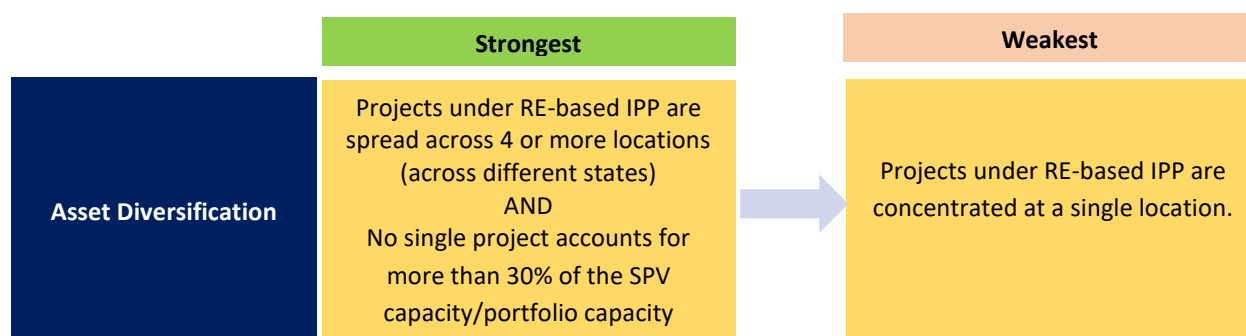 Strongest
Weakest
Asset Diversification
Projects under RE-based IPP are
spread across 4 or more locations
(across different states)
AND
No single project accounts for
more than 30% of the SPV
capacity/portfolio capacity
Projects under RE-based IPP are
concentrated at a single location.